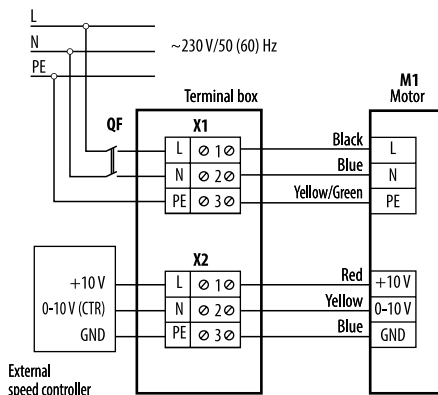 L
N
PE
~230 V/50 (60) Hz
M1
Motor
Terminal box
QF
X1
L 1
N 2
PE 3
Black
Blue
Yellow/Green
L
N
PE
X2
L 1
N 2
PE 3
+10 V
0-10 V (CTR)
GND
Red
Yellow
Blue
+10 V
0-10 V
GND
External
speed controller